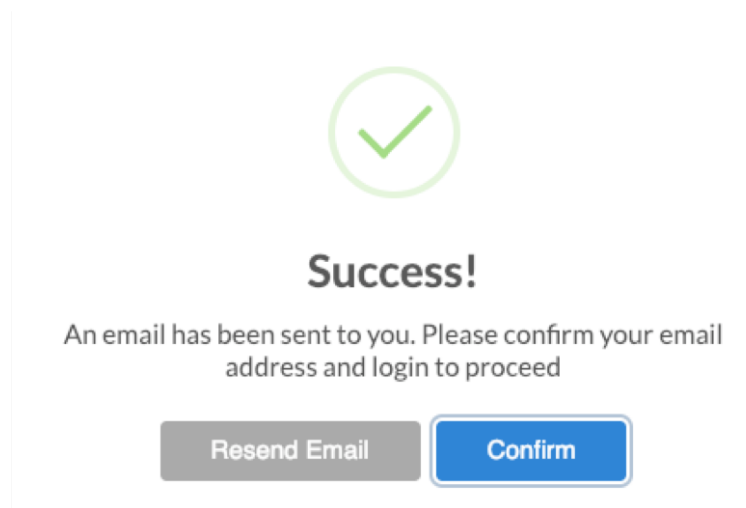 Success!
An email has been sent to you. Please confirm your email
address and login to proceed
Resend Email
Confirm